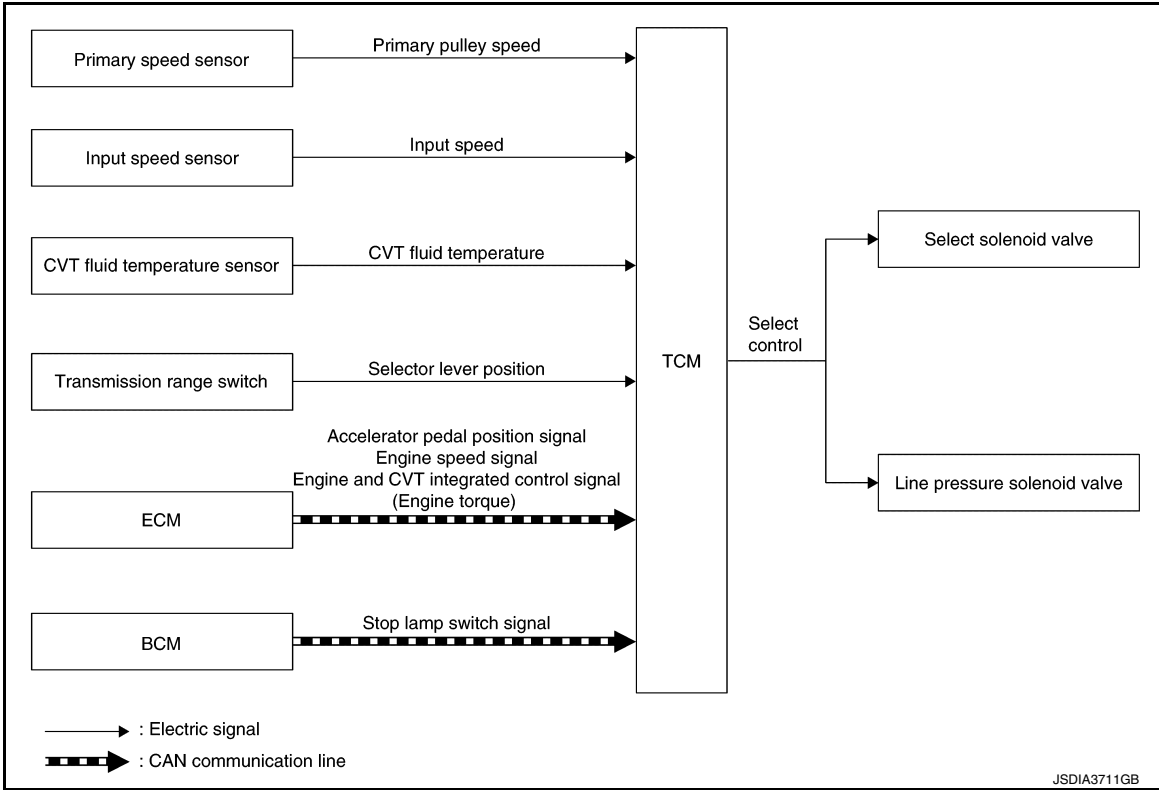 Primary speed sensor
Primary pulley speed
Input speed sensor
Input speed
CVT fluid temperature sensor
CVT fluid temperature
Transmission range switch
Selector lever position
ECM
Accelerator pedal position signal
Engine speed signal
Engine and CVT integrated control signal
(Engine torque)
BCM
Stop lamp switch signal
TCM
Select
control
Select solenoid valve
Line pressure solenoid valve
: Electric signal
: CAN communication line
JSDIA3711GB